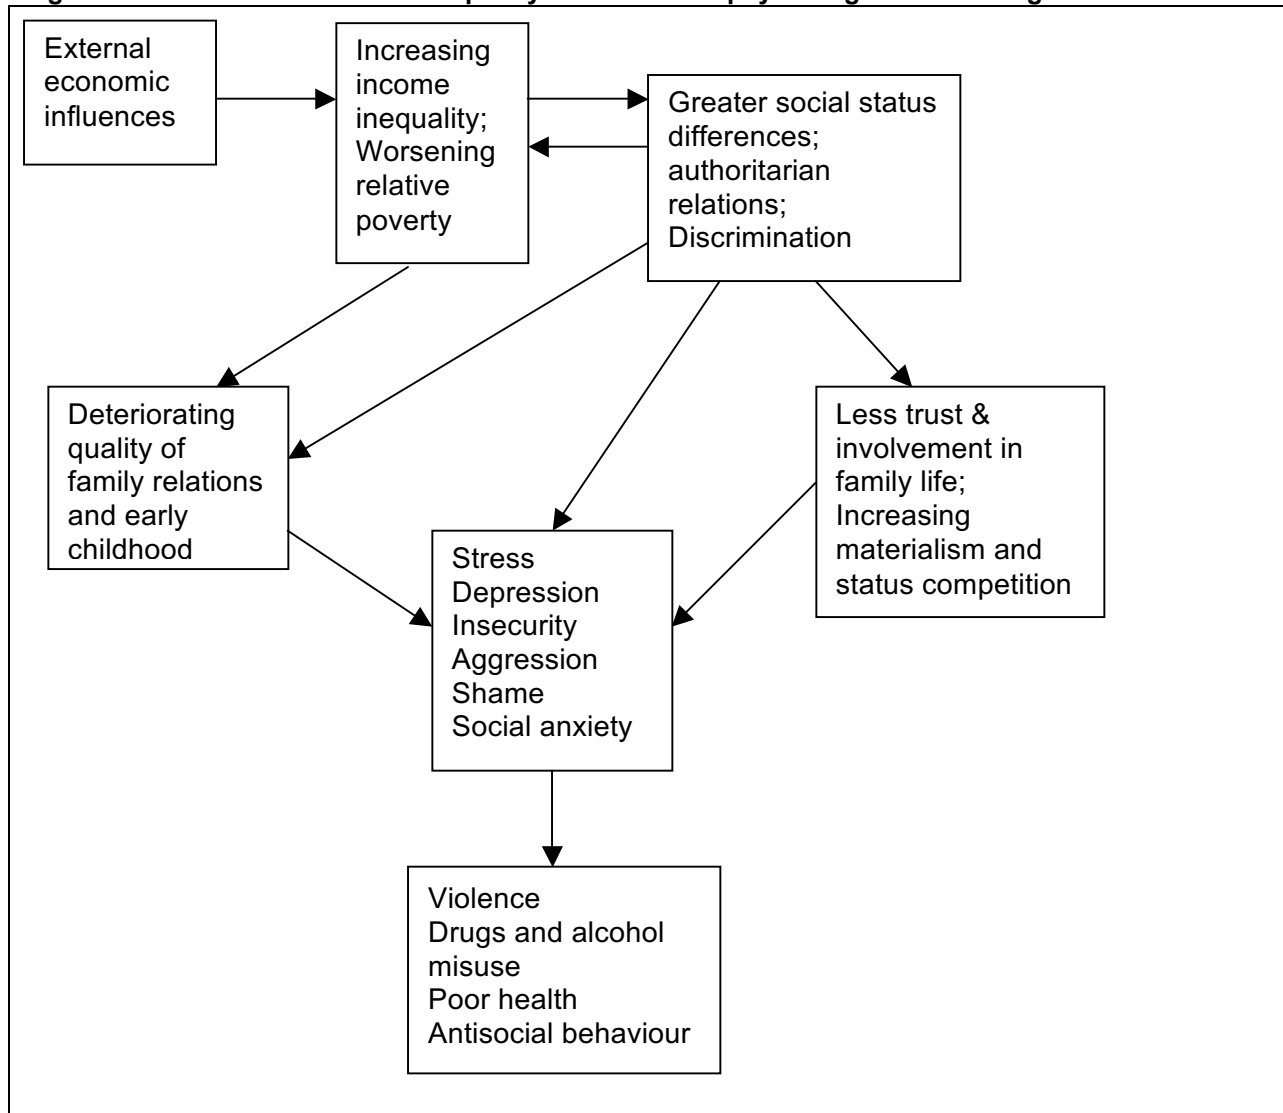 External
economic
influences
Increasing
income
inequality;
Worsening
relative
poverty
Greater social status
differences;
authoritarian
relations;
Discrimination
Deteriorating
quality of
family relations
and early
childhood
Less trust &
involvement in
family life;
Increasing
materialism and
status competition
Stress
Depression
Insecurity
Aggression
Shame
Social anxiety
Violence
Drugs and alcohol
misuse
Poor health
Antisocial behaviour